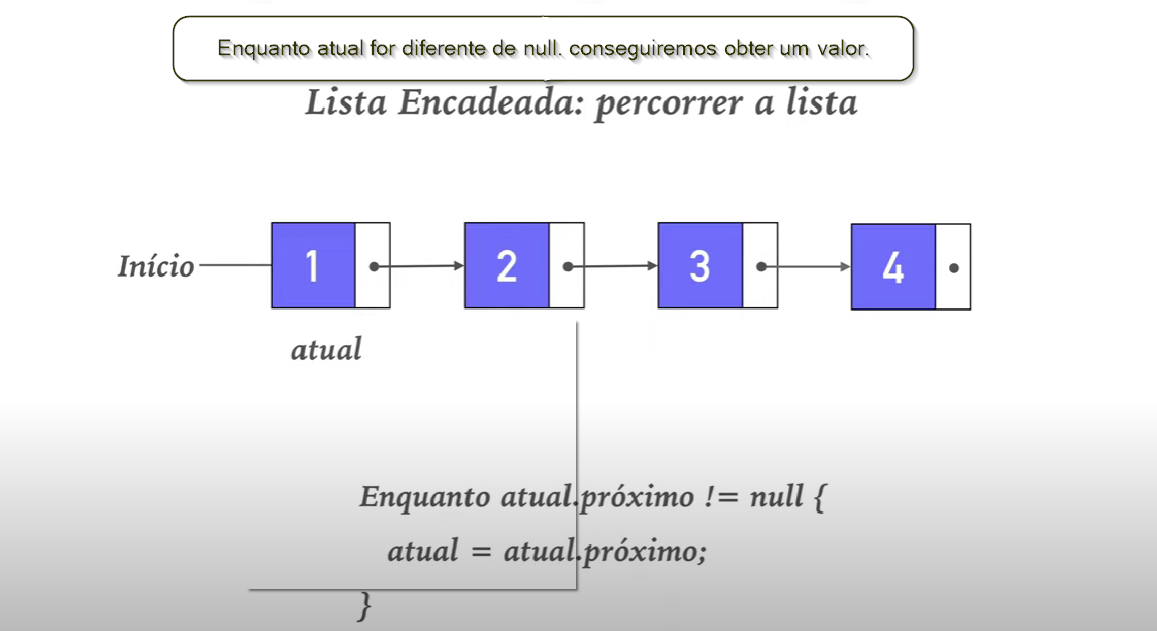 Enquanto atual for diferente de null. conseguiremos obter um valor.
Lista Encadeada: percorrer a lista
Início 1 2 3 4
atual
Enquanto atual.próximo != null {
atual = atual.próximo;
}